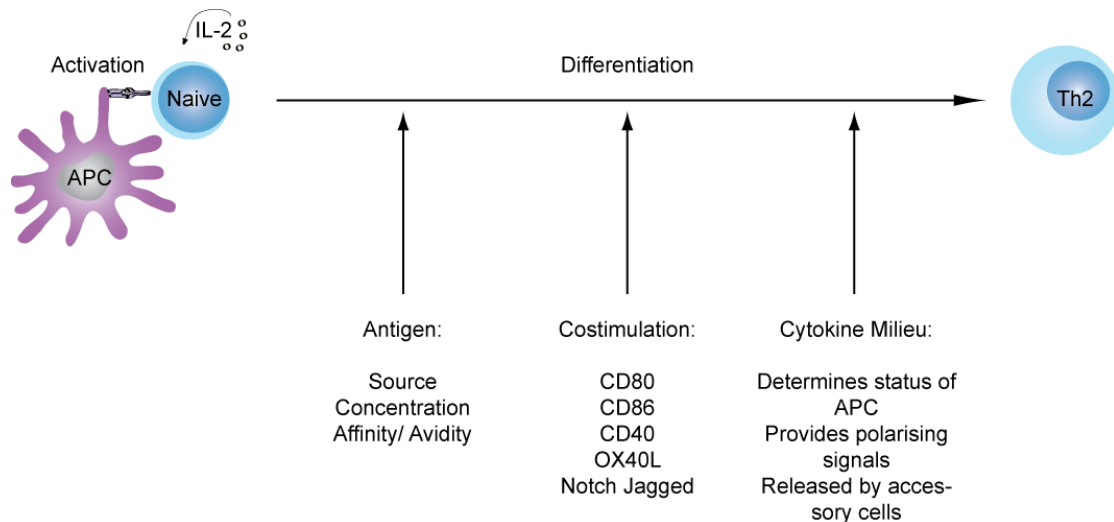 IL-2
Activation
Differentiation
Naive
Th2
APC
Antigen:
Source
Concentration
Affinity/ Avidity
Costimulation:
CD80
CD86
CD40
OX40L
Notch Jagged
Cytokine Milieu:
Determines status of
APC
Provides polarising
signals
Released by acces-
sory cells